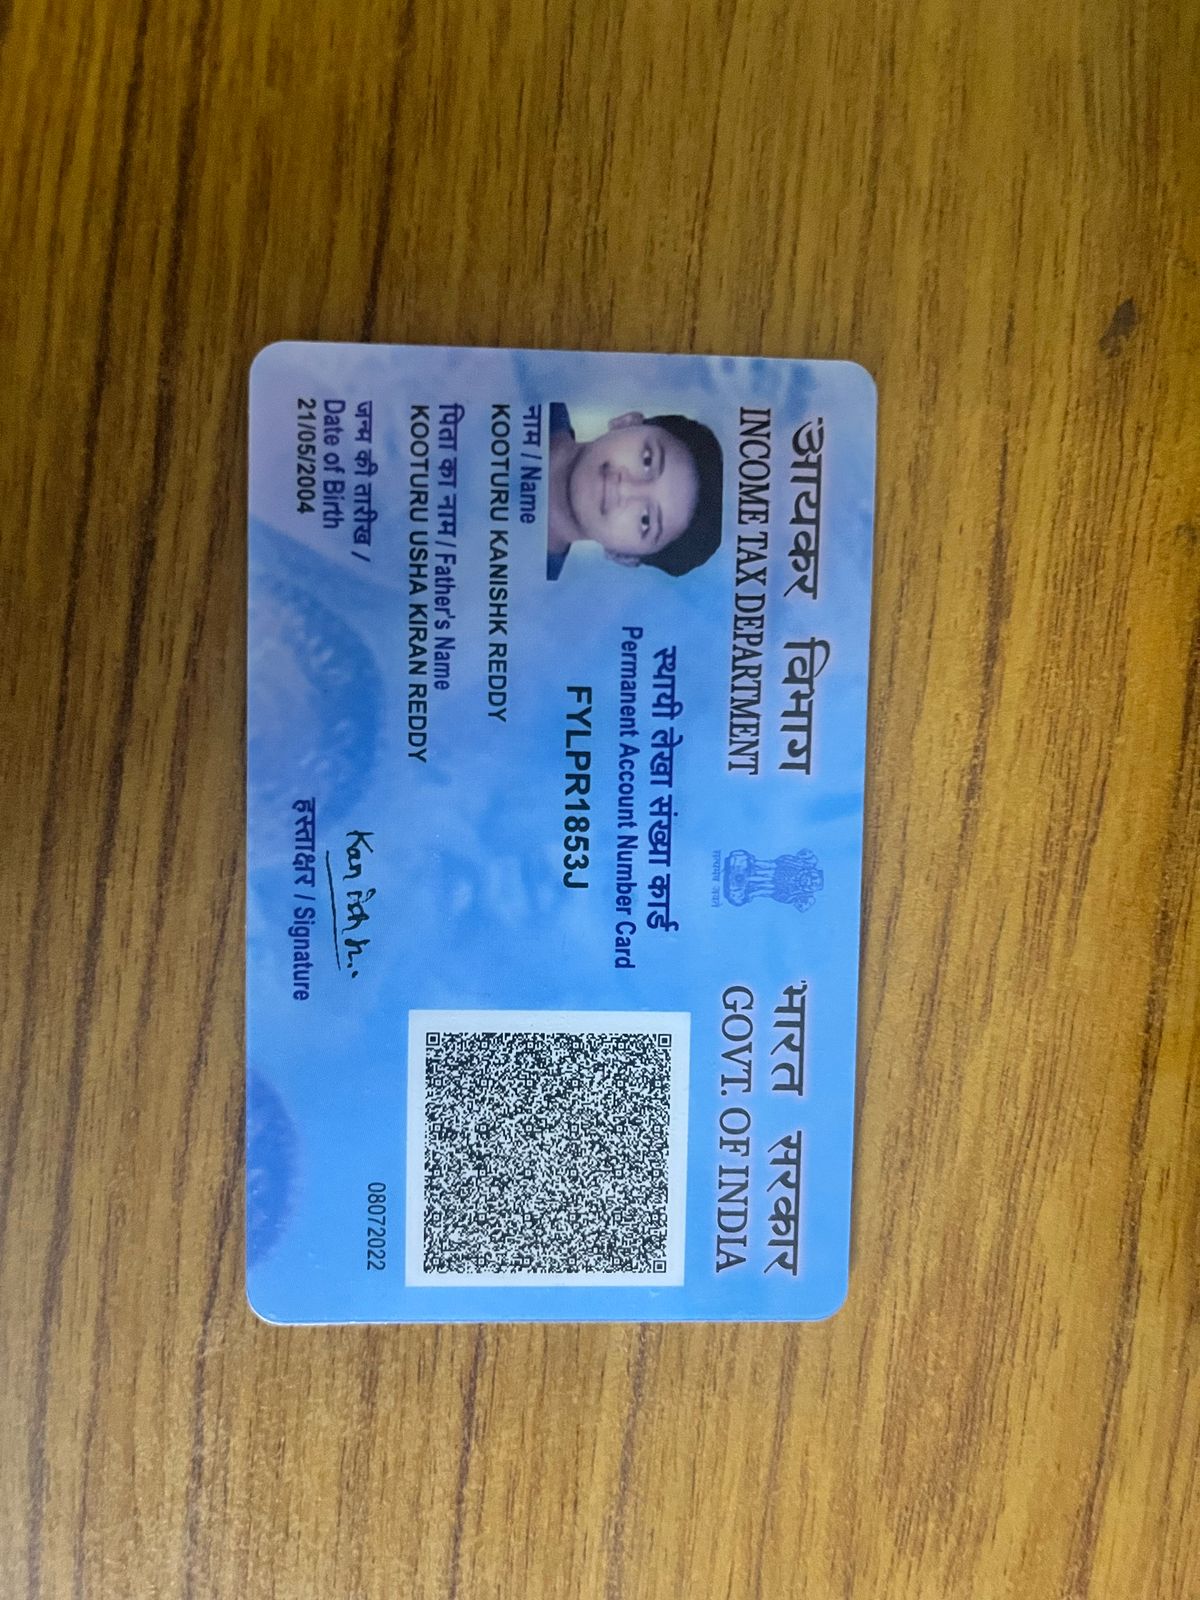 आयकर विभाग
INCOME TAX DEPARTMENT
भारत सरकार
GOVT. OF INDIA
सत्यमेव जयते
स्थायी लेखा संख्या कार्ड
Permanent Account Number Card
FYLPR1853J
नाम / Name
KOOTURU KANISHK REDDY
पिता का नाम / Father's Name
KOOTURU USHA KIRAN REDDY
जन्म की तारीख /
Date of Birth
21/05/2004
हस्ताक्षर / Signature
08072022